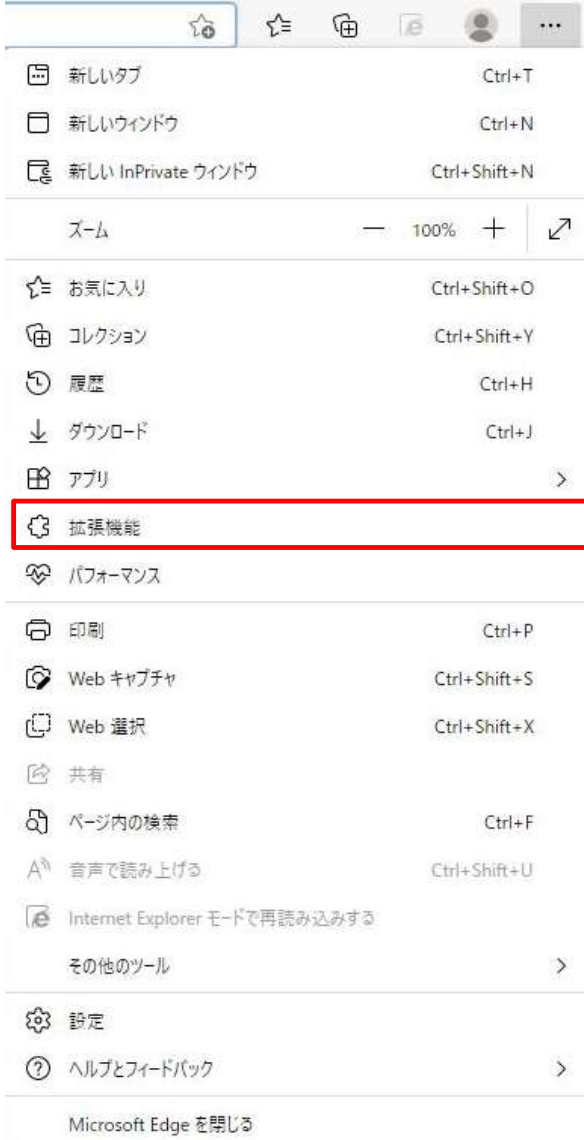 新しいタブ Ctrl+T
新しいウィンドウ Ctrl+N
新しい InPrivate ウィンドウ Ctrl+Shift+N
ズーム 100%
お気に入り Ctrl+Shift+O
コレクション Ctrl+Shift+Y
履歴 Ctrl+H
ダウンロード Ctrl+J
アプリ
拡張機能
パフォーマンス
印刷 Ctrl+P
Web キャプチャ Ctrl+Shift+S
Web 選択 Ctrl+Shift+X
共有
ページ内の検索 Ctrl+F
音声で読み上げる Ctrl+Shift+U
Internet Explorer モードで再読み込みする
その他のツール
設定
ヘルプとフィードバック
Microsoft Edge を閉じる